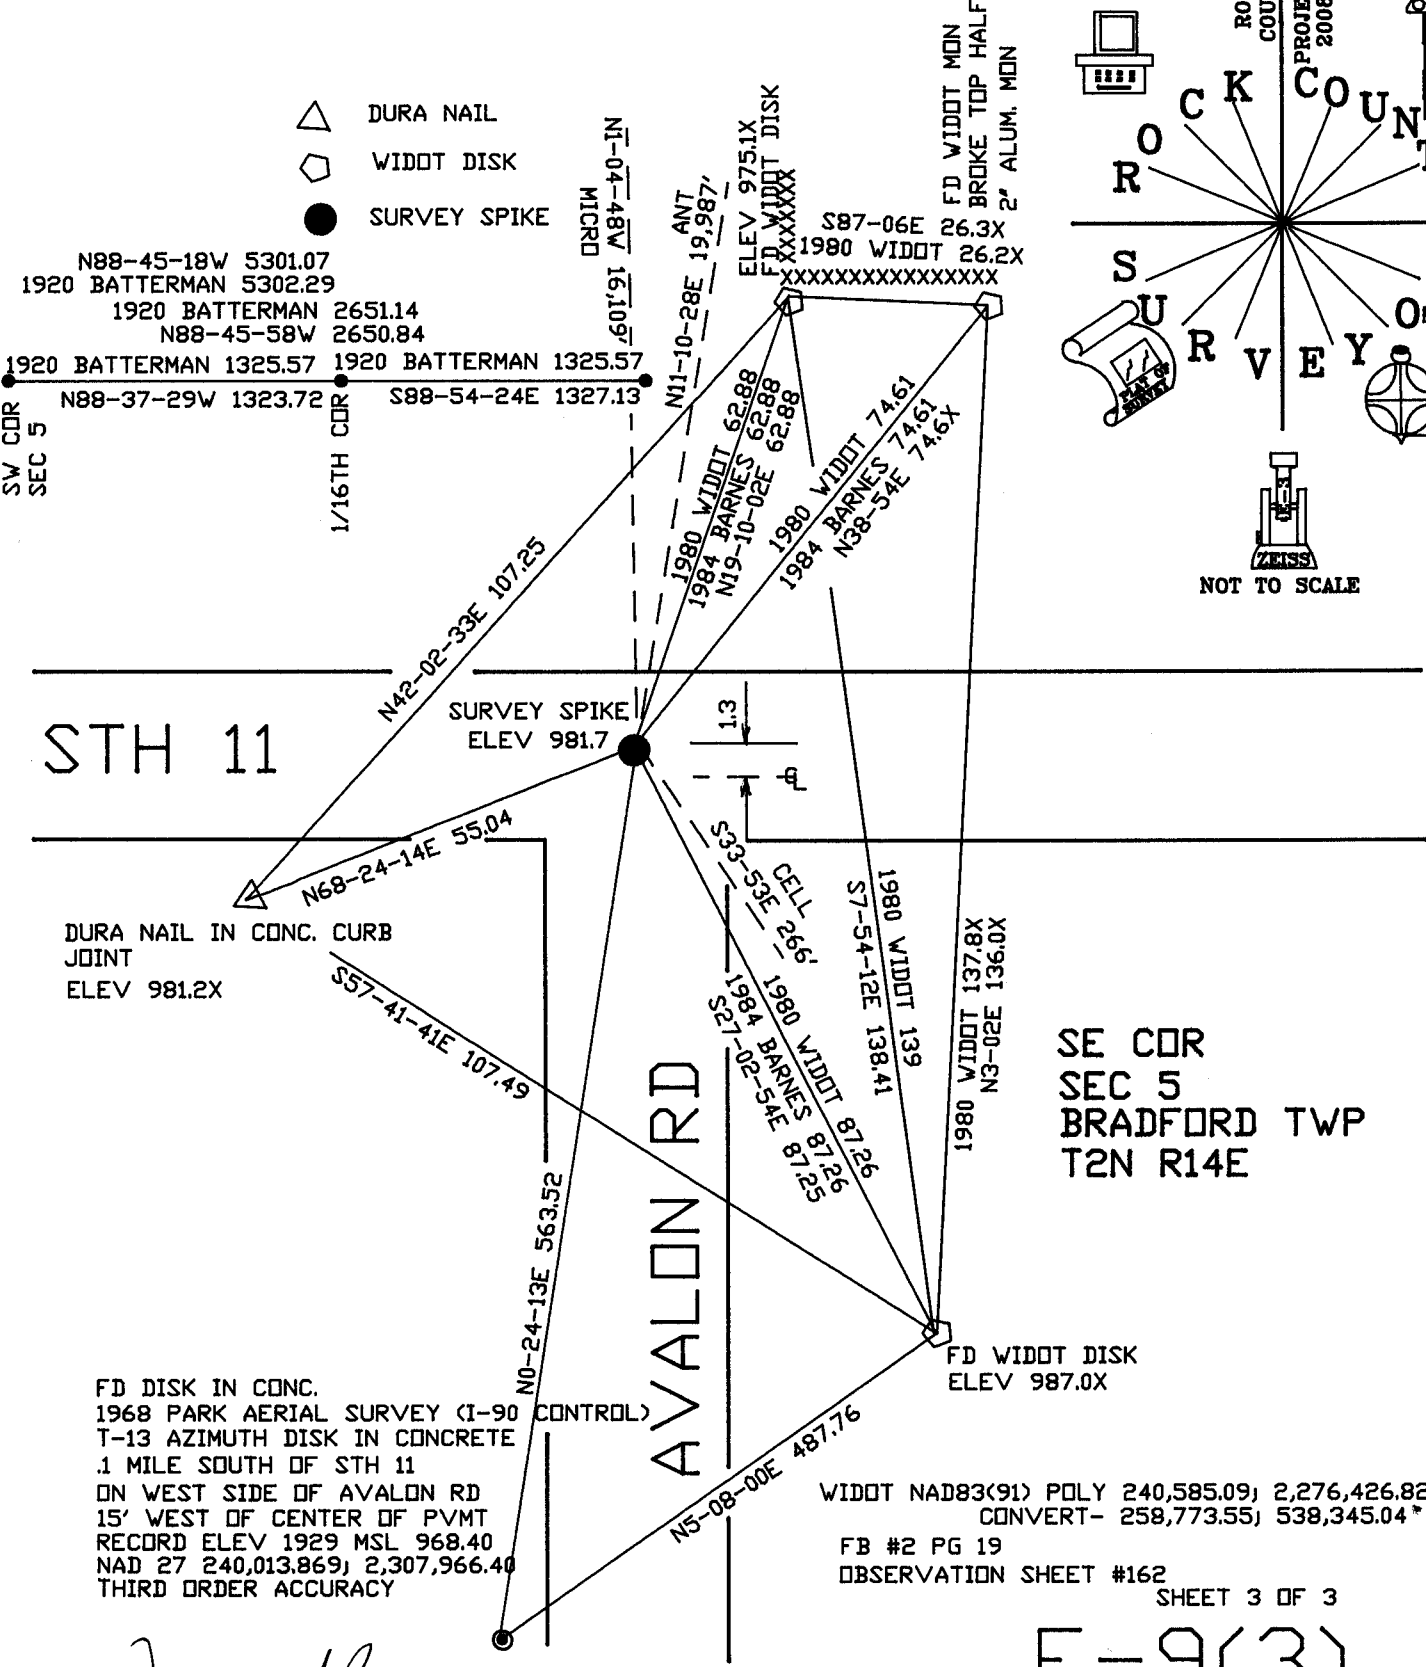 DURA NAIL
WIDOT DISK
SURVEY SPIKE
N88-45-18W 5301.07
1920 BATTERMAN 5302.29
1920 BATTERMAN 2651.14
N88-45-58W 2650.84
1920 BATTERMAN 1325.57
1920 BATTERMAN 1325.57
N88-37-29W 1323.72
S88-54-24E 1327.13
SW COR
SEC 5
1/16TH COR
N1-04-48W 16,109'
MICRO
ANT
N11-10-28E 19,987'
ELEV 975.1X
FD WIDOT DISK
XXXXXXXX
FD WIDOT MON
BROKE TOP HALF
2" ALUM. MON
S87-06E 26.3X
1980 WIDOT 26.2X
XXXXXXXXXXXXXXXX
COU
PROJE
2008
ROCK COUN
SURVEYO
PLAT OF
SURVEY
E-3
ZEISS
NOT TO SCALE
1980 WIDOT 62.88
1984 BARNES 62.88
N19-10-02E 62.88
1980 WIDOT 74.61
1984 BARNES 74.61
N38-54E 74.6X
N42-02-33E 107.25
STH 11
SURVEY SPIKE
ELEV 981.7
1.3
CL
N68-24-14E 55.04
DURA NAIL IN CONC. CURB
JOINT
ELEV 981.2X
S57-41-41E 107.49
CELL
S33-53E 266'
1980 WIDOT 87.26
1984 BARNES 87.26
S27-02-54E 87.25
1980 WIDOT 139
S7-54-12E 138.41
1980 WIDOT 137.8X
N3-02E 136.0X
SE COR
SEC 5
BRADFORD TWP
T2N R14E
AVALON RD
N0-24-13E 563.52
FD WIDOT DISK
ELEV 987.0X
N5-08-00E 487.76
FD DISK IN CONC.
1968 PARK AERIAL SURVEY (I-90 CONTROL)
T-13 AZIMUTH DISK IN CONCRETE
.1 MILE SOUTH OF STH 11
ON WEST SIDE OF AVALON RD
15' WEST OF CENTER OF PVMT
RECORD ELEV 1929 MSL 968.40
NAD 27 240,013.869; 2,307,966.40
THIRD ORDER ACCURACY
WIDOT NAD83(91) POLY 240,585.09; 2,276,426.82
CONVERT- 258,773.55; 538,345.04*
FB #2 PG 19
OBSERVATION SHEET #162
SHEET 3 OF 3
F-9(3)